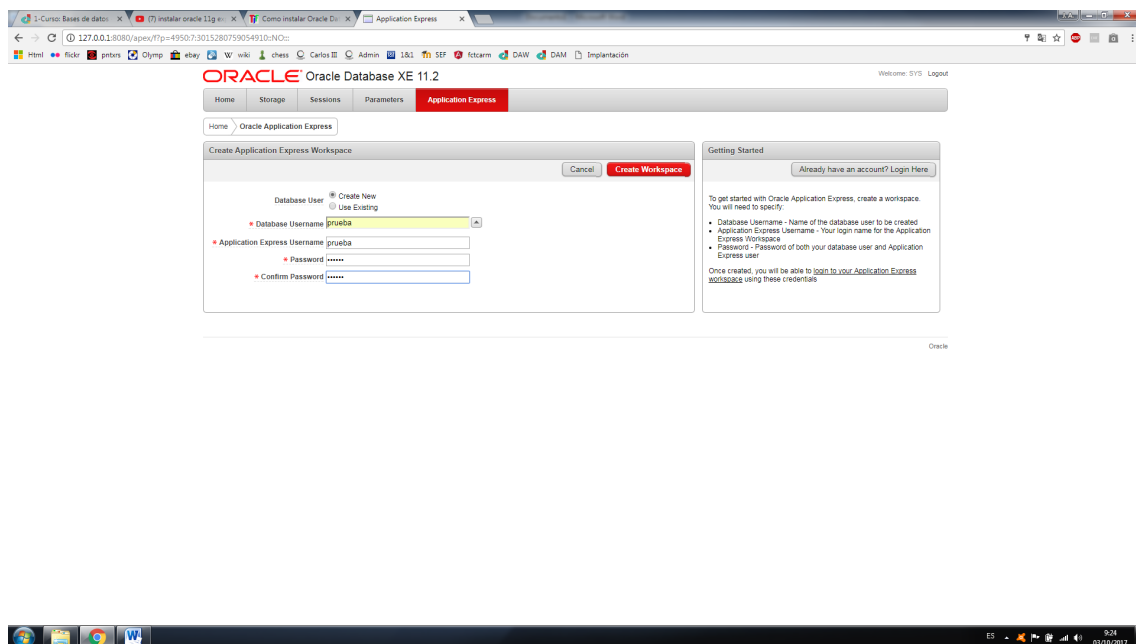 1-Curso: Bases de datos
(7) instalar oracle 11g e
Como instalar Oracle Da
Application Express
127.0.0.1:8080/apex/f?p=4950:7:3015280759054910::NO:::
Html flickr pntxrs Olymp ebay W wiki chess Carlos III Admin 1&1 SEF fctcarm DAW DAM Implantación
ORACLE Oracle Database XE 11.2
Welcome: SYS Logout
Home Storage Sessions Parameters Application Express
Home Oracle Application Express
Create Application Express Workspace
Cancel Create Workspace
Database User Create New
Use Existing
* Database Username prueba
* Application Express Username prueba
* Password ••••••
* Confirm Password ••••••
Getting Started
Already have an account? Login Here
To get started with Oracle Application Express, create a workspace.
You will need to specify:
• Database Username - Name of the database user to be created
• Application Express Username - Your login name for the Application
Express Workspace
• Password - Password of both your database user and Application
Express user
Once created, you will be able to login to your Application Express
workspace using these credentials
Oracle
ES
9:24
03/10/2017